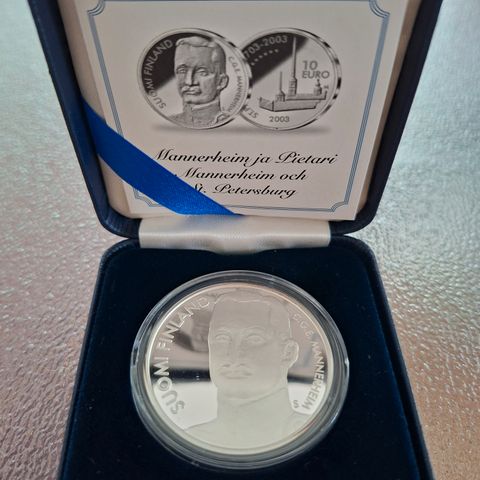 SUOMI FINLAND
C.G.E. MANNERHEIM
1703-2003
10
EURO
2003
Mannerheim ja Pietari
Mannerheim och
St. Petersburg
SUOMI FINLAND
C.G.E. MANNERHEIM
S